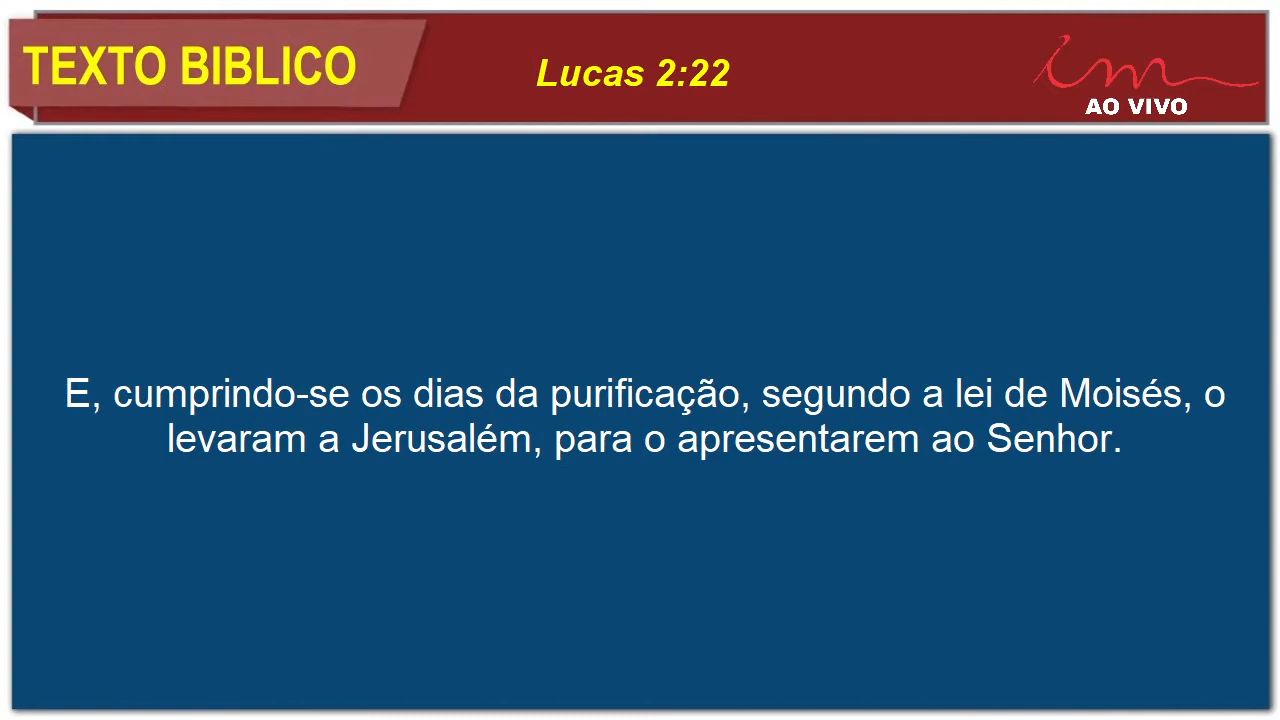 TEXTO BIBLICO
Lucas 2:22
im
AO VIVO
E, cumprindo-se os dias da purificação, segundo a lei de Moisés, o
levaram a Jerusalém, para o apresentarem ao Senhor.